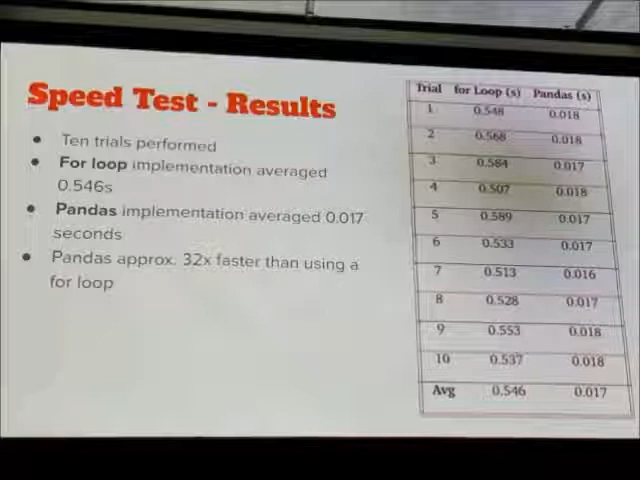 Speed Test - Results
Ten trials performed
For loop implementation averaged
0.546s
Pandas implementation averaged 0.017
seconds
Pandas approx. 32x faster than using a
for loop
Trial for Loop (s) Pandas (s)
1 0.548 0.018
2 0.568 0.018
3 0.584 0.017
4 0.507 0.018
5 0.589 0.017
6 0.533 0.017
7 0.513 0.016
8 0.528 0.017
9 0.553 0.018
10 0.537 0.018
Avg 0.546 0.017